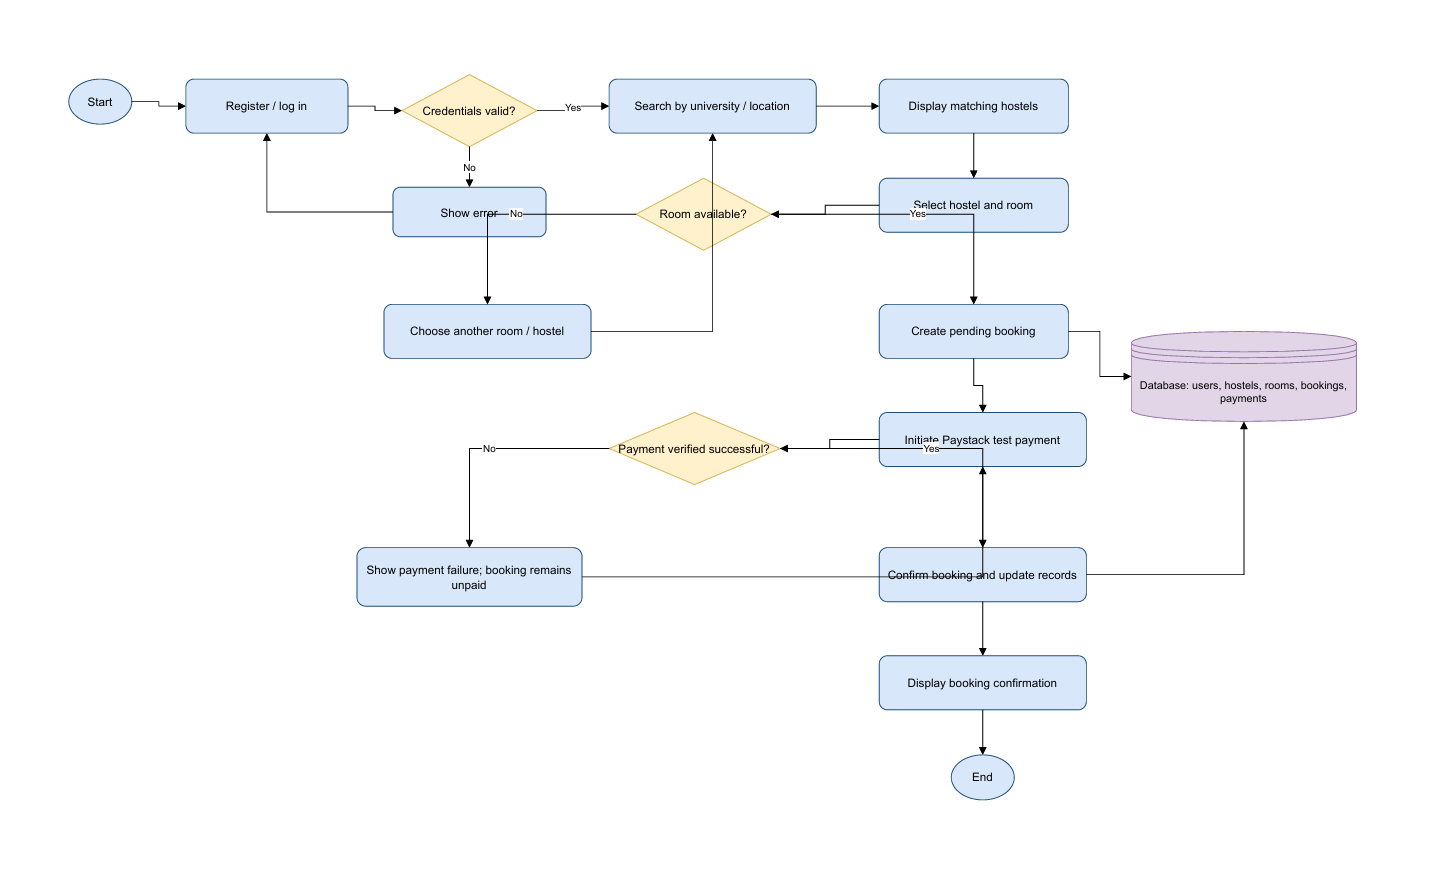 Start
Register / log in
Credentials valid?
Yes
Search by university / location
Display matching hostels
No
Show error
No
Room available?
Yes
Select hostel and room
Choose another room / hostel
Create pending booking
Database: users, hostels, rooms, bookings,
payments
No
Payment verified successful?
Yes
Initiate Paystack test payment
Show payment failure; booking remains
unpaid
Confirm booking and update records
Display booking confirmation
End